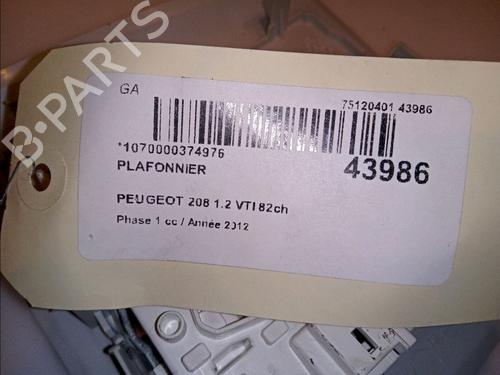 B-PARTS
GA
75120401 43986
*1070000374976
PLAFONNIER
43986
PEUGEOT 208 1.2 VTI 82ch
Phase 1 cc / Année 2012